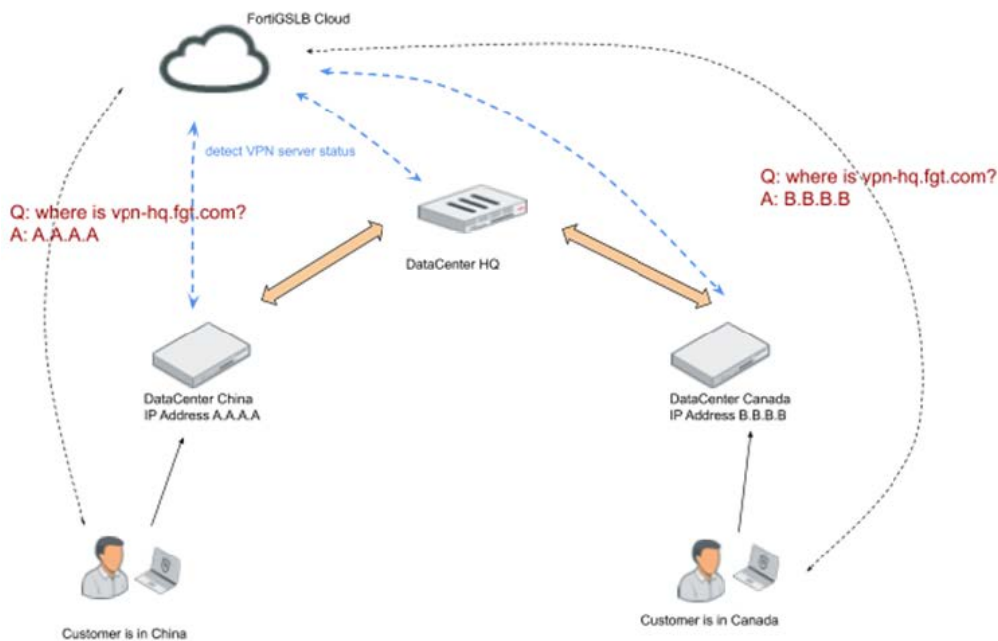 FortiGSLB Cloud
detect VPN server status
Q: where is vpn-hq.fgt.com?
A: B.B.B.B
Q: where is vpn-hq.fgt.com?
A: A.A.A.A
DataCenter HQ
DataCenter China
IP Address A.A.A.A
DataCenter Canada
IP Address B.B.B.B
Customer is in China
Customer is in Canada